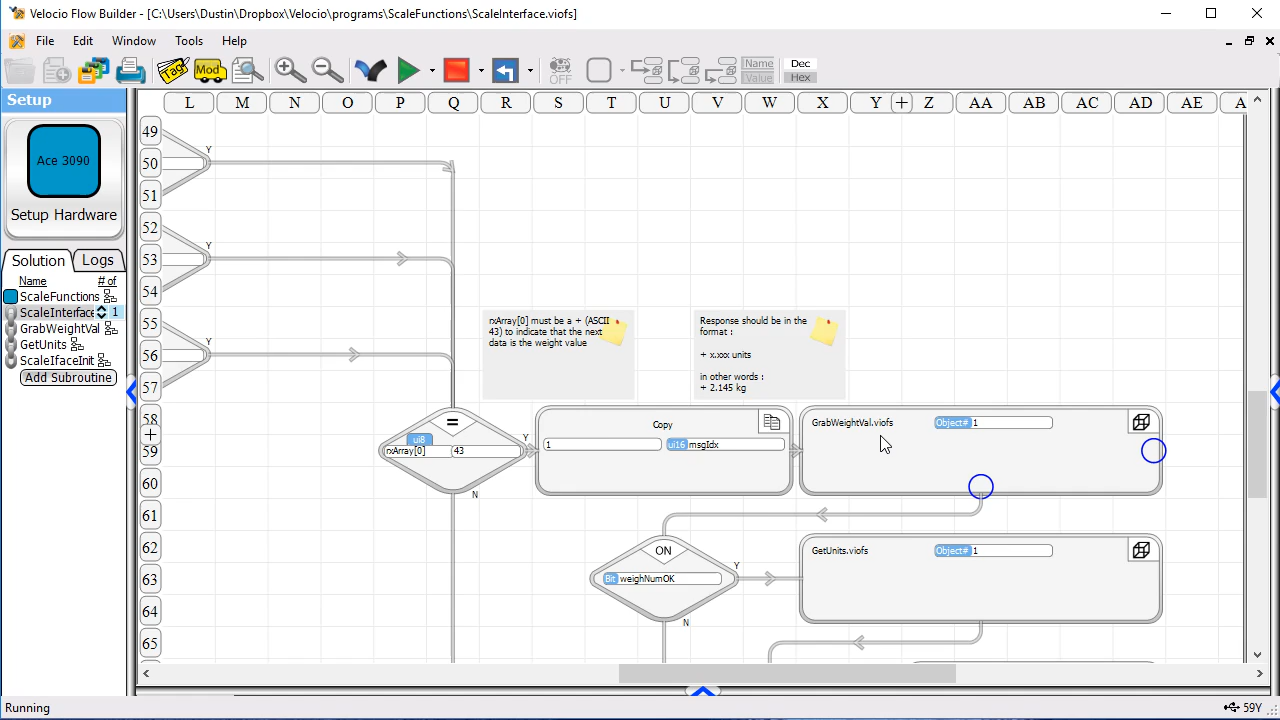 Velocio Flow Builder - [C:\Users\Dustin\Dropbox\Velocio\programs\ScaleFunctions\ScaleInterface.viofs]
File Edit Window Tools Help
Tag Mod OFF Name Value Dec Hex
Setup
Ace 3090
Setup Hardware
Solution Logs
Name # of
ScaleFunctions
ScaleInterface 1
GrabWeightVal
GetUnits
ScaleIfaceInit
Add Subroutine
L M N O P Q R S T U V W X Y Z AA AB AC AD AE A
49
50
51
52
53
54
55
56
57
58
59
60
61
62
63
64
65
Y
Y
Y
rxArray[0] must be a + (ASCII
43) to indicate that the next
data is the weight value
Response should be in the
format :
+ x.xxx units
in other words :
+ 2.145 kg
=
ui8
rxArray[0] 43
Y
N
Copy
1 ui16 msgIdx
GrabWeightVal.viofs Object# 1
ON
Bit weighNumOK
Y
N
GetUnits.viofs Object# 1
Running
59Y